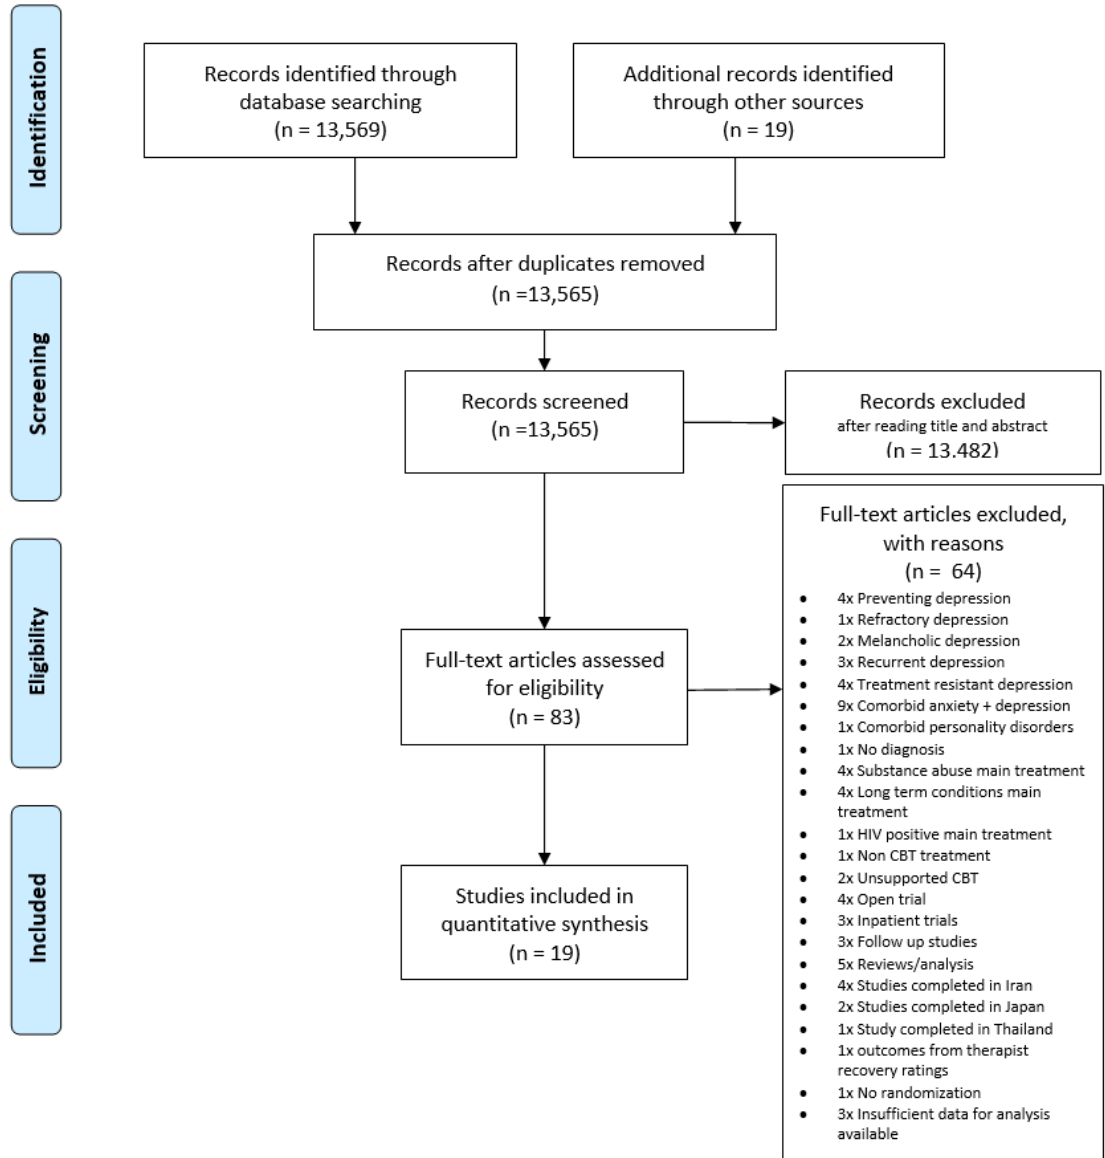 Identification
Records identified through
database searching
(n = 13,569)
Additional records identified
through other sources
(n = 19)
Records after duplicates removed
(n =13,565)
Screening
Records screened
(n =13,565)
Records excluded
after reading title and abstract
(n = 13.482)
Eligibility
Full-text articles assessed
for eligibility
(n = 83)
Full-text articles excluded,
with reasons
(n =  64)
• 4x Preventing depression
• 1x Refractory depression
• 2x Melancholic depression
• 3x Recurrent depression
• 4x Treatment resistant depression
• 9x Comorbid anxiety + depression
• 1x Comorbid personality disorders
• 1x No diagnosis
• 4x Substance abuse main treatment
• 4x Long term conditions main
treatment
• 1x HIV positive main treatment
• 1x Non CBT treatment
• 2x Unsupported CBT
• 4x Open trial
• 3x Inpatient trials
• 3x Follow up studies
• 5x Reviews/analysis
• 4x Studies completed in Iran
• 2x Studies completed in Japan
• 1x Study completed in Thailand
• 1x outcomes from therapist
recovery ratings
• 1x No randomization
• 3x Insufficient data for analysis
available
Included
Studies included in
quantitative synthesis
(n = 19)